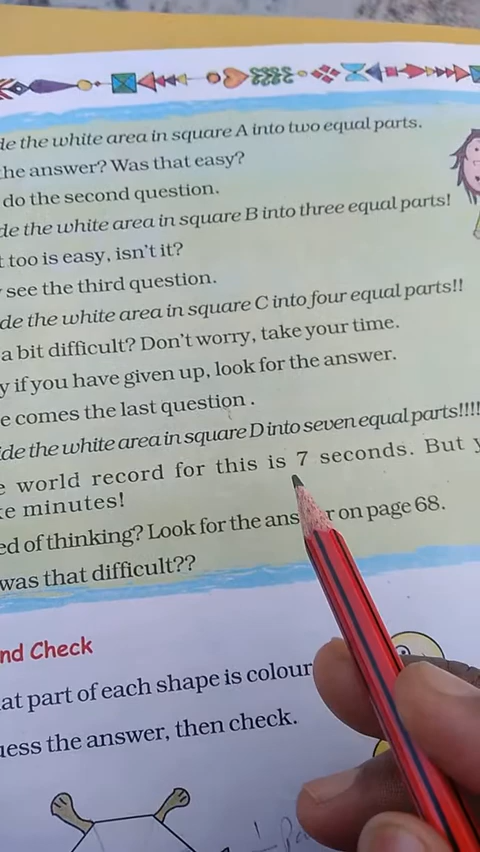 de the white area in square A into two equal parts.
he answer? Was that easy?
do the second question.
de the white area in square B into three equal parts!
t too is easy, isn't it?
see the third question.
de the white area in square C into four equal parts!!
a bit difficult? Don't worry, take your time.
y if you have given up, look for the answer.
e comes the last question .
ide the white area in square D into seven equal parts!!!!
e world record for this is 7 seconds. But y
ke minutes!
ed of thinking? Look for the ans r on page 68.
was that difficult??
nd Check
at part of each shape is colour
uess the answer, then check.